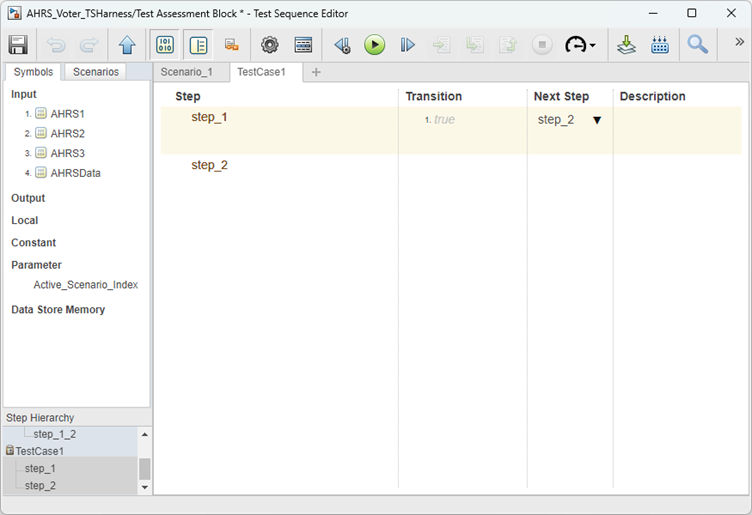 AHRS_Voter_TSHarness/Test Assessment Block * - Test Sequence Editor
Symbols Scenarios Scenario_1 TestCase1 +
Input
1. AHRS1
2. AHRS2
3. AHRS3
4. AHRSData
Output
Local
Constant
Parameter
Active_Scenario_Index
Data Store Memory
Step Transition Next Step Description
step_1 1. true step_2
step_2
Step Hierarchy
step_1_2
TestCase1
step_1
step_2